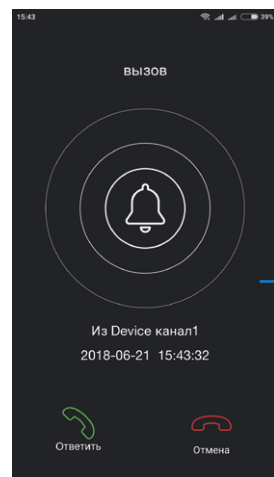 15:43 39%
вызов
Из Device канал1
2018-06-21 15:43:32
Ответить Отмена